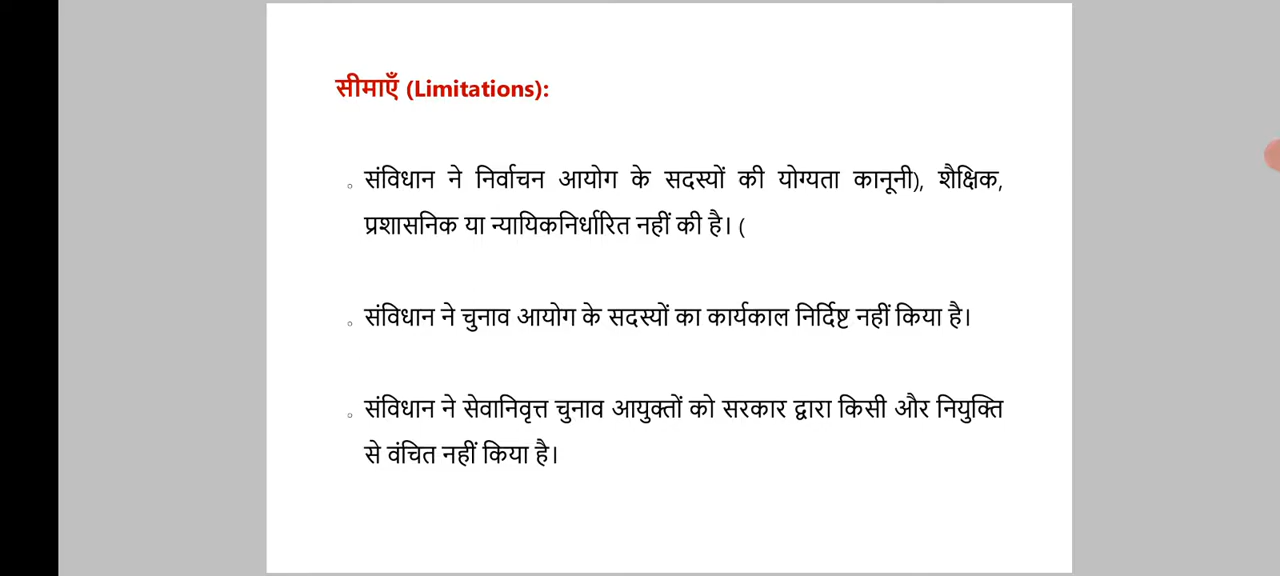 सीमाएँ (Limitations):
संविधान ने निर्वाचन आयोग के सदस्यों की योग्यता कानूनी), शैक्षिक,
प्रशासनिक या न्यायिकनिर्धारित नहीं की है। (
संविधान ने चुनाव आयोग के सदस्यों का कार्यकाल निर्दिष्ट नहीं किया है।
संविधान ने सेवानिवृत्त चुनाव आयुक्तों को सरकार द्वारा किसी और नियुक्ति
से वंचित नहीं किया है।